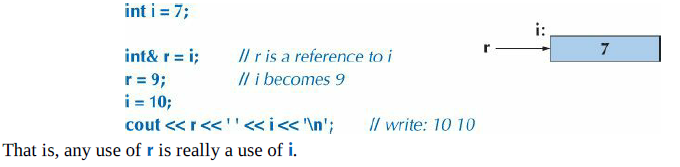 int i = 7;
i:
r
7
int& r = i; // r is a reference to i
r = 9; // i becomes 9
i = 10;
cout << r << ' ' << i << '\n'; // write: 10 10
That is, any use of r is really a use of i.